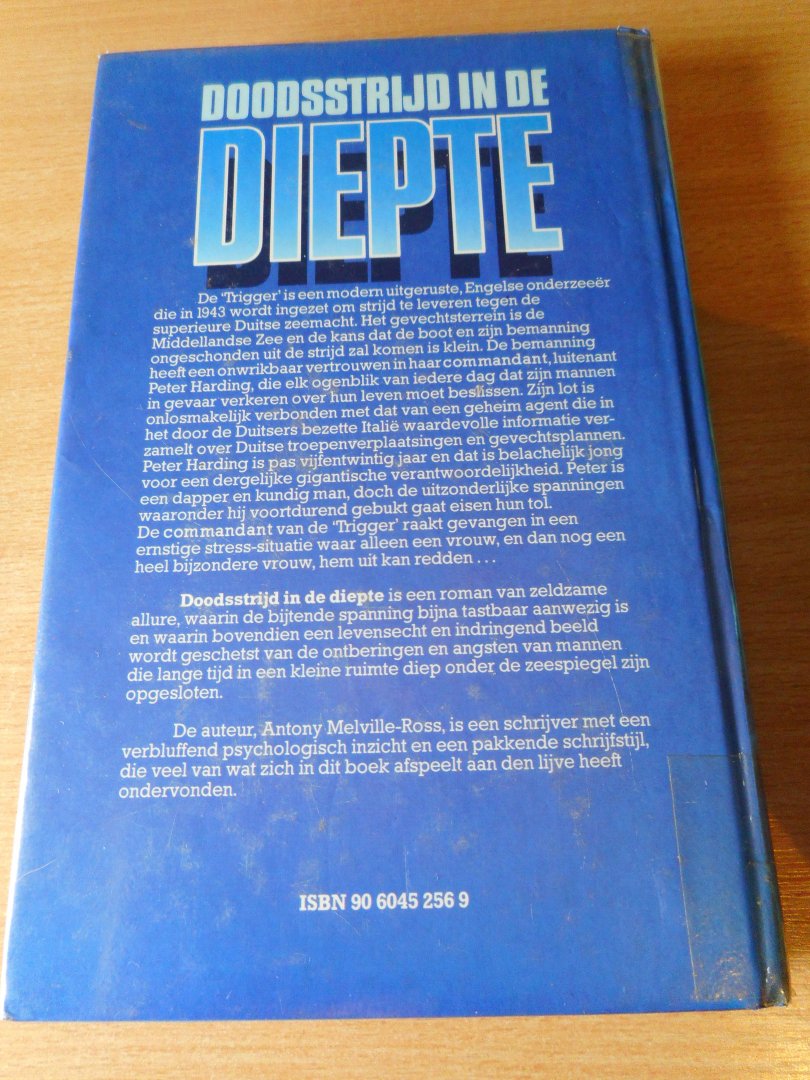 DOODSSTRIJD IN DE
DIEPTE
De 'Trigger' is een modern uitgeruste, Engelse onderzeeër
die in 1943 wordt ingezet om strijd te leveren tegen de
superieure Duitse zeemacht. Het gevechtsterrein is de
Middellandse Zee en de kans dat de boot en zijn bemanning
ongeschonden uit de strijd zal komen is klein. De bemanning
heeft een onwrikbaar vertrouwen in haar commandant, luitenant
Peter Harding, die elk ogenblik van iedere dag dat zijn mannen
in gevaar verkeren over hun leven moet beslissen. Zijn lot is
onlosmakelijk verbonden met dat van een geheim agent die in
het door de Duitsers bezette Italië waardevolle informatie ver-
zamelt over Duitse troepenverplaatsingen en gevechtsplannen.
Peter Harding is pas vijfentwintig jaar en dat is belachelijk jong
voor een dergelijke gigantische verantwoordelijkheid. Peter is
een dapper en kundig man, doch de uitzonderlijke spanningen
waaronder hij voortdurend gebukt gaat eisen hun tol.
De commandant van de 'Trigger' raakt gevangen in een
ernstige stress-situatie waar alleen een vrouw, en dan nog een
heel bijzondere vrouw, hem uit kan redden . . .
Doodsstrijd in de diepte is een roman van zeldzame
allure, waarin de bijtende spanning bijna tastbaar aanwezig is
en waarin bovendien een levensecht en indringend beeld
wordt geschetst van de ontberingen en angsten van mannen
die lange tijd in een kleine ruimte diep onder de zeespiegel zijn
opgesloten.
De auteur, Antony Melville-Ross, is een schrijver met een
verbluffend psychologisch inzicht en een pakkende schrijfstijl,
die veel van wat zich in dit boek afspeelt aan den lijve heeft
ondervonden.
ISBN 90 6045 256 9